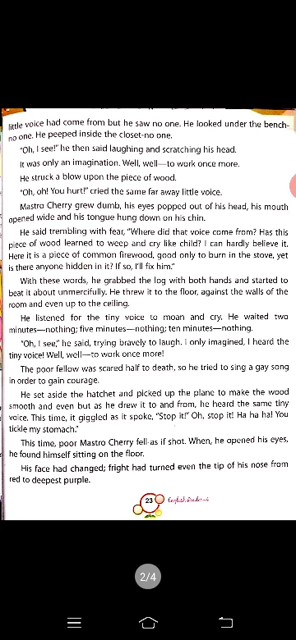 little voice had come from but he saw no one. He looked under the bench-
no one. He peeped inside the closet-no one.
"Oh, I see!" he then said laughing and scratching his head.
It was only an imagination. Well, well—to work once more.
He struck a blow upon the piece of wood.
"Oh, oh! You hurt!" cried the same far away little voice.
Mastro Cherry grew dumb, his eyes popped out of his head, his mouth
opened wide and his tongue hung down on his chin.
He said trembling with fear, "Where did that voice come from? Has this
piece of wood learned to weep and cry like child? I can hardly believe it.
Here it is a piece of common firewood, good only to burn in the stove, yet
is there anyone hidden in it? If so, I'll fix him."
With these words, he grabbed the log with both hands and started to
beat it about unmercifully. He threw it to the floor, against the walls of the
room and even up to the ceiling.
He listened for the tiny voice to moan and cry. He waited two
minutes—nothing; five minutes—nothing; ten minutes—nothing.
"Oh, I see," he said, trying bravely to laugh. I only imagined, I heard the
tiny voice! Well, well—to work once more!
The poor fellow was scared half to death, so he tried to sing a gay song
in order to gain courage.
He set aside the hatchet and picked up the plane to make the wood
smooth and even but as he drew it to and from, he heard the same tiny
voice. This time, it giggled as it spoke, "Stop it!" Oh, stop it! Ha ha ha! You
tickle my stomach."
This time, poor Mastro Cherry fell as if shot. When, he opened his eyes,
he found himself sitting on the floor.
His face had changed; fright had turned even the tip of his nose from
red to deepest purple.
23
2/4